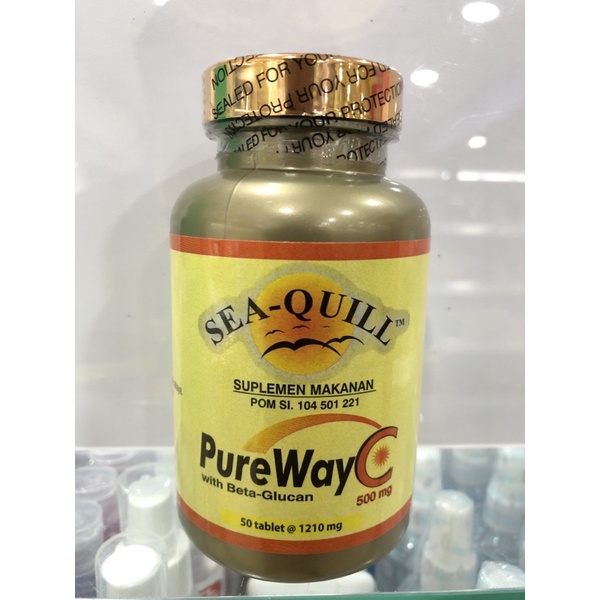 SEALED FOR YOUR PROTECTION
SEA-QUILL™
SUPLEMEN MAKANAN
POM SI. 104 501 221
PureWay C
with Beta-Glucan
500 mg
50 tablet @ 1210 mg